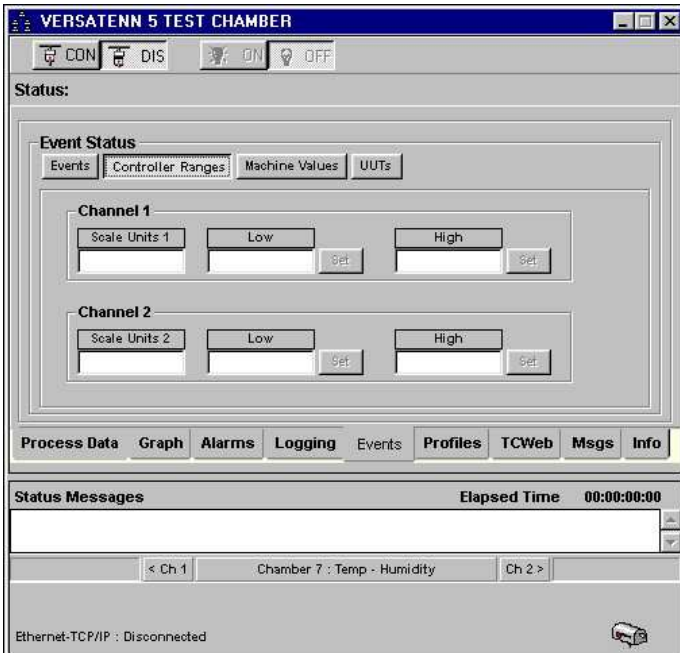 VERSATENN 5 TEST CHAMBER
CON DIS ON OFF
Status:
Event Status
Events Controller Ranges Machine Values UUTs
Channel 1
Scale Units 1 Low High
Set Set
Channel 2
Scale Units 2 Low High
Set Set
Process Data Graph Alarms Logging Events Profiles TCWeb Msgs Info
Status Messages Elapsed Time 00:00:00:00
< Ch 1 Chamber 7 : Temp - Humidity Ch 2 >
Ethernet-TCP/IP : Disconnected